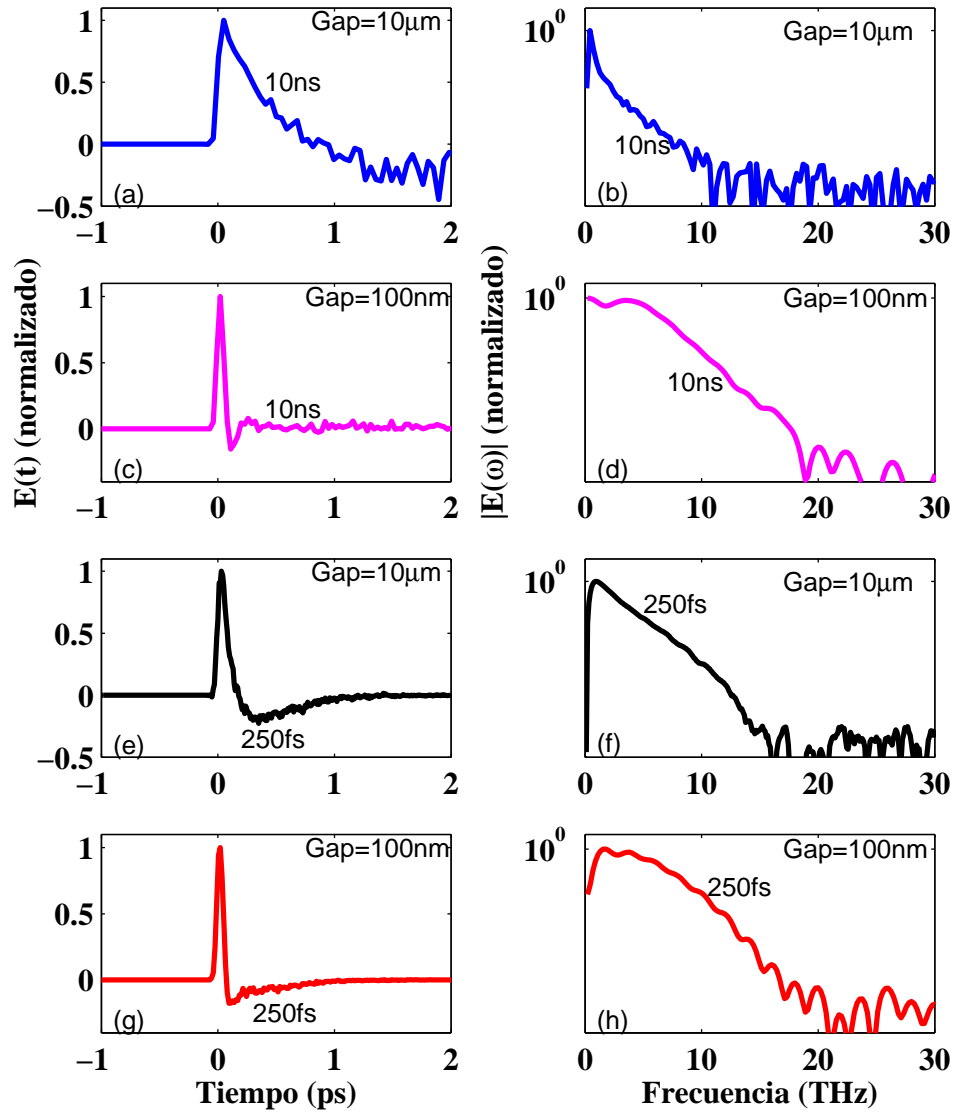 1
0.5
0
−0.5
Gap=10μm
10ns
(a)
−1
0
1
2
10⁰
Gap=10μm
10ns
(b)
0
10
20
30
1
0.5
0
Gap=100nm
10ns
(c)
−1
0
1
2
10⁰
Gap=100nm
10ns
(d)
0
10
20
30
E(t) (normalizado)
|E(ω)| (normalizado)
1
0.5
0
−0.5
Gap=10μm
250fs
(e)
−1
0
1
2
10⁰
Gap=10μm
250fs
(f)
0
10
20
30
1
0.5
0
Gap=100nm
250fs
(g)
−1
0
1
2
Tiempo (ps)
10⁰
Gap=100nm
250fs
(h)
0
10
20
30
Frecuencia (THz)